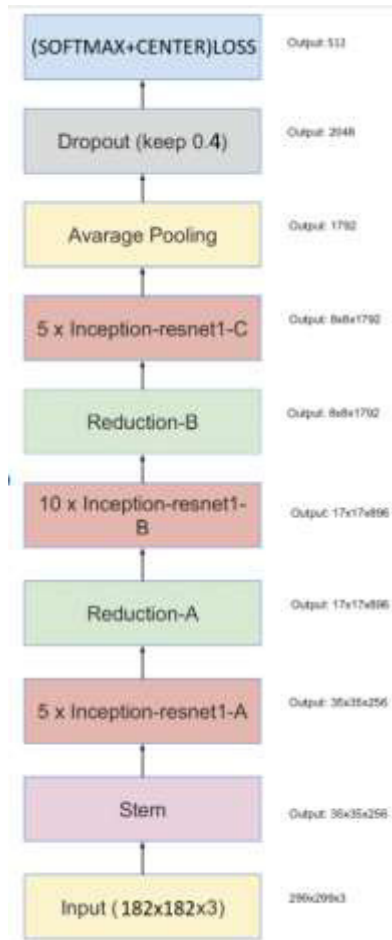 (SOFTMAX+CENTER)LOSS
Output: 512
Dropout (keep 0.4)
Output: 2048
Avarage Pooling
Output: 1792
5 x Inception-resnet1-C
Output: 8x8x1792
Reduction-B
Output: 8x8x1792
10 x Inception-resnet1-
B
Output: 17x17x896
Reduction-A
Output: 17x17x896
5 x Inception-resnet1-A
Output: 35x35x256
Stem
Output: 35x35x256
Input (182x182x3)
299x299x3